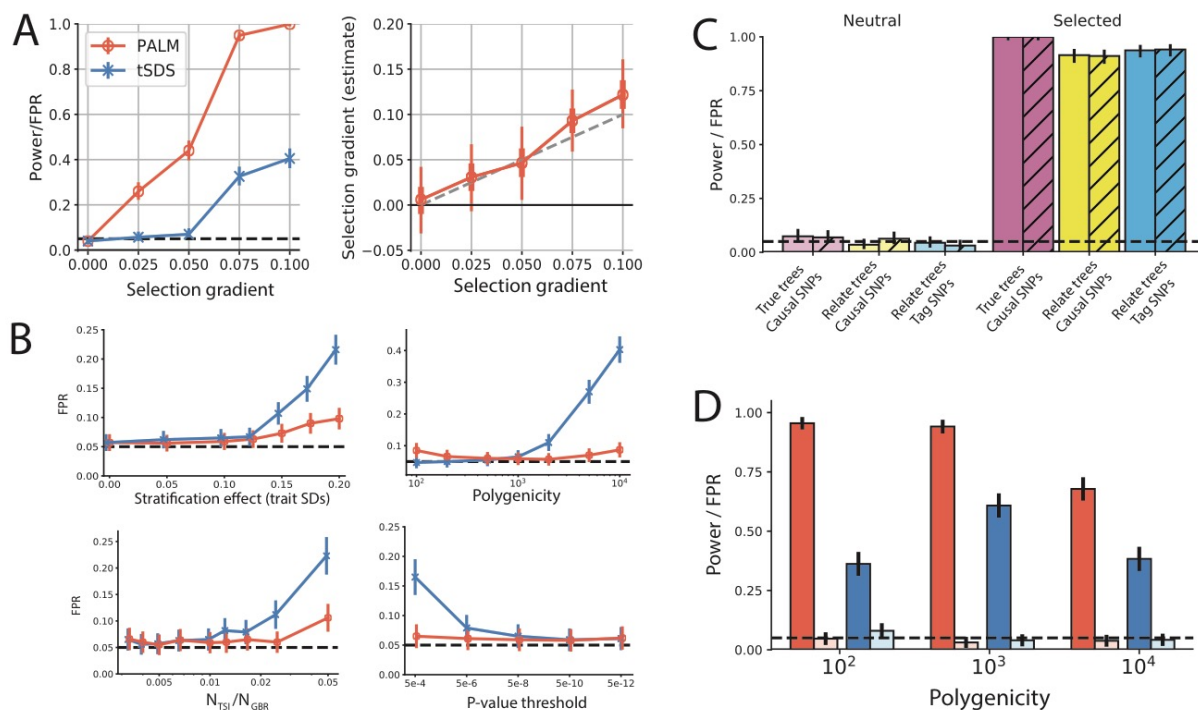 A
1.0
0.8
0.6
0.4
0.2
0.0
Power/FPR
PALM
tSDS
0.000 0.025 0.050 0.075 0.100
Selection gradient
0.20
0.15
0.10
0.05
0.00
−0.05
Selection gradient (estimate)
0.000 0.025 0.050 0.075 0.100
Selection gradient
B
0.25
0.20
0.15
0.10
0.05
0.00
FPR
0.00 0.05 0.10 0.15 0.20
Stratification effect (trait SDs)
0.4
0.3
0.2
0.1
10² 10³ 10⁴
Polygenicity
0.25
0.20
0.15
0.10
0.05
0.00
FPR
0.005 0.01 0.02 0.05
N_TSI/N_GBR
0.25
0.20
0.15
0.10
0.05
0.00
5e-4 5e-6 5e-8 5e-10 5e-12
P-value threshold
C
Neutral Selected
1.00
0.75
0.50
0.25
0.00
Power / FPR
True trees
Causal SNPs
Relate trees
Causal SNPs
Relate trees
Tag SNPs
True trees
Causal SNPs
Relate trees
Causal SNPs
Relate trees
Tag SNPs
D
1.00
0.75
0.50
0.25
0.00
Power / FPR
10² 10³ 10⁴
Polygenicity